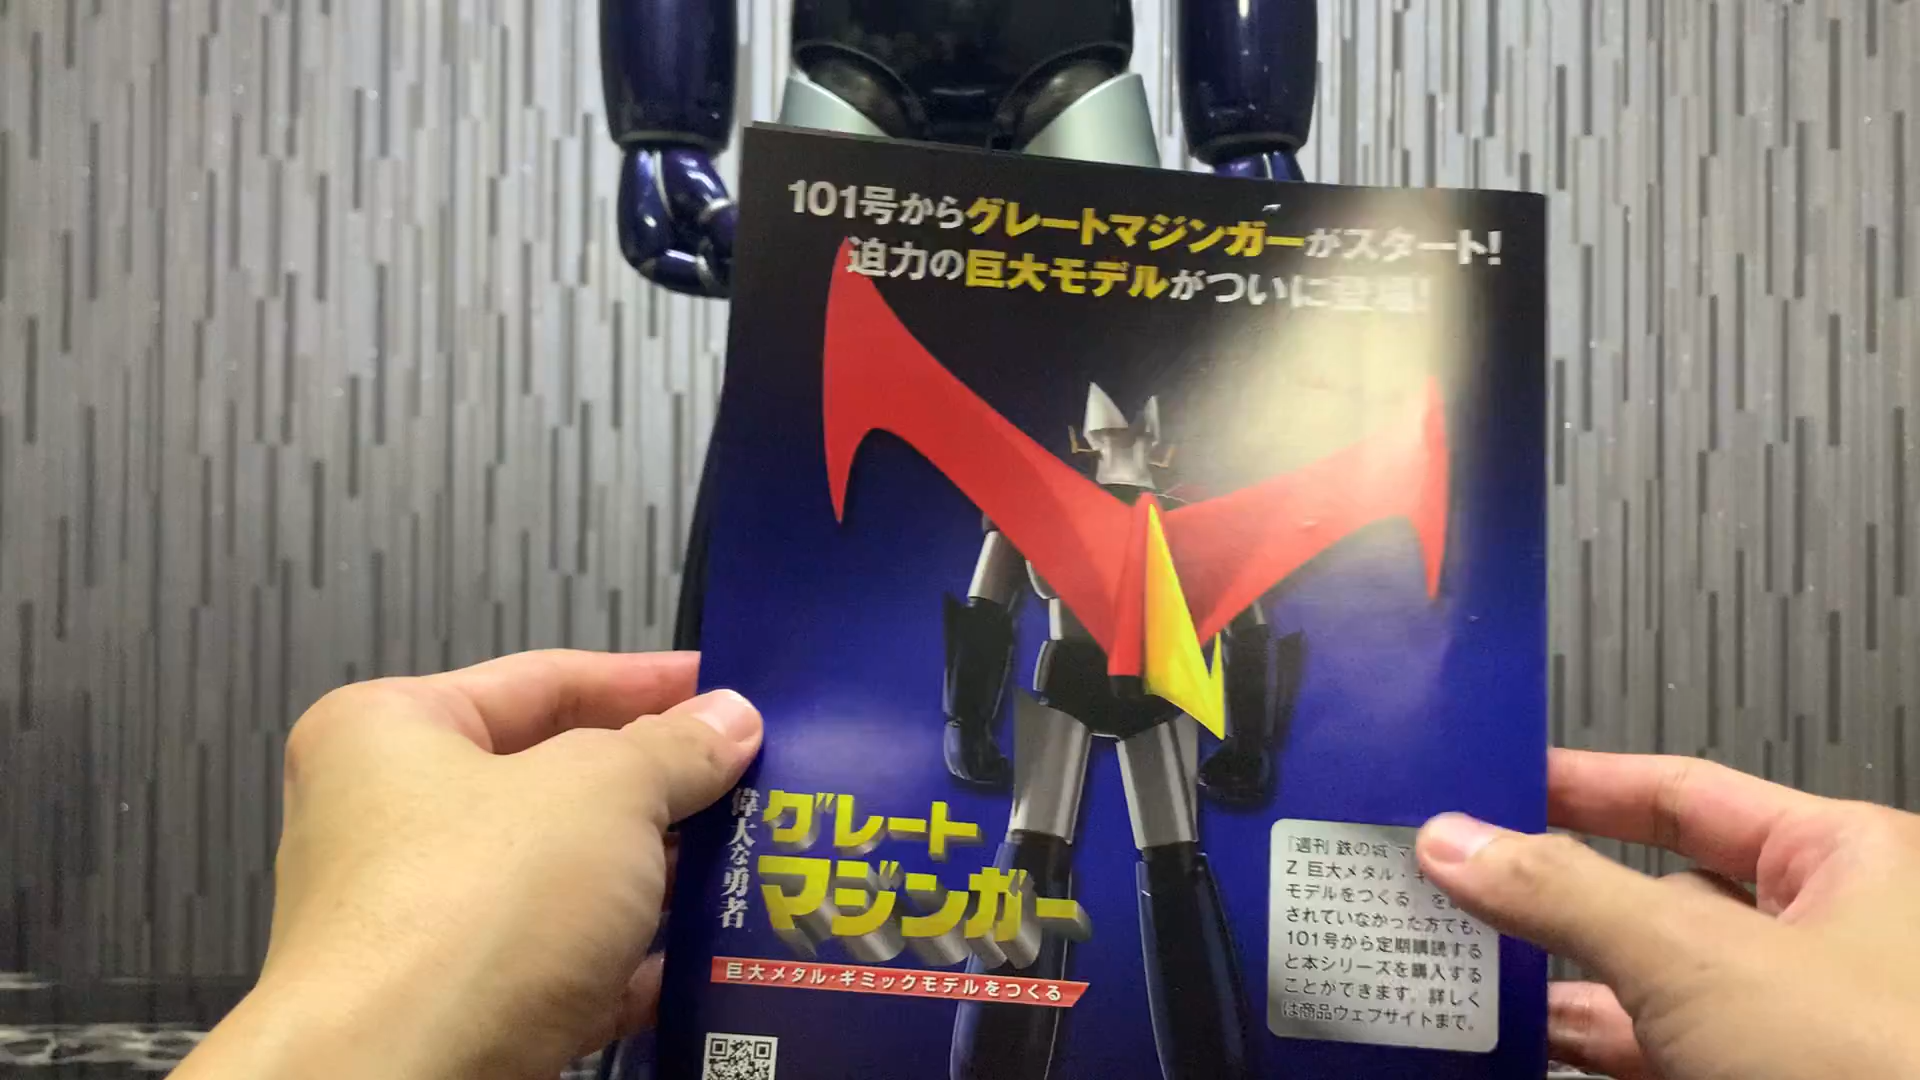 101号からグレートマジンガーがスタート!
迫力の巨大モデルがついに登場!
偉大な勇者
グレート
マジンガー
巨大メタル・ギミックモデルをつくる
『週刊 鉄の城 マ
Z 巨大メタル・ギ
モデルをつくる を
されていなかった方でも、
101号から定期購読する
と本シリーズを購入する
ことができます。詳しく
は商品ウェブサイトまで。